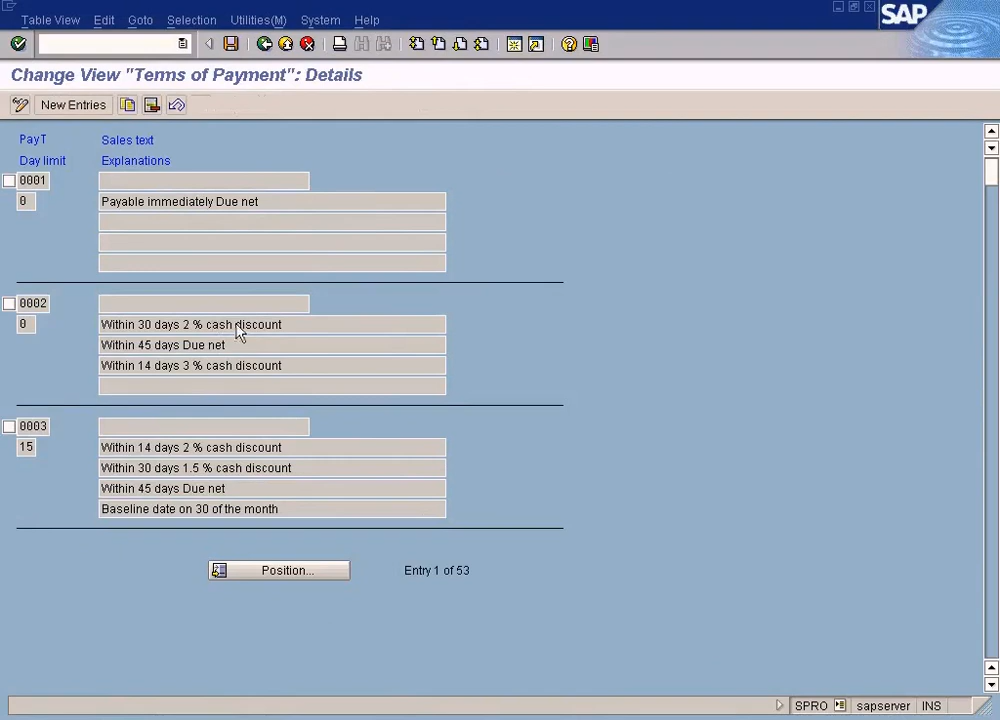 Table View Edit Goto Selection Utilities(M) System Help
SAP
Change View "Terms of Payment": Details
New Entries
PayT Sales text
Day limit Explanations
0001
0 Payable immediately Due net
0002
0 Within 30 days 2 % cash discount
Within 45 days Due net
Within 14 days 3 % cash discount
0003
15 Within 14 days 2 % cash discount
Within 30 days 1.5 % cash discount
Within 45 days Due net
Baseline date on 30 of the month
Position... Entry 1 of 53
SPRO sapserver INS